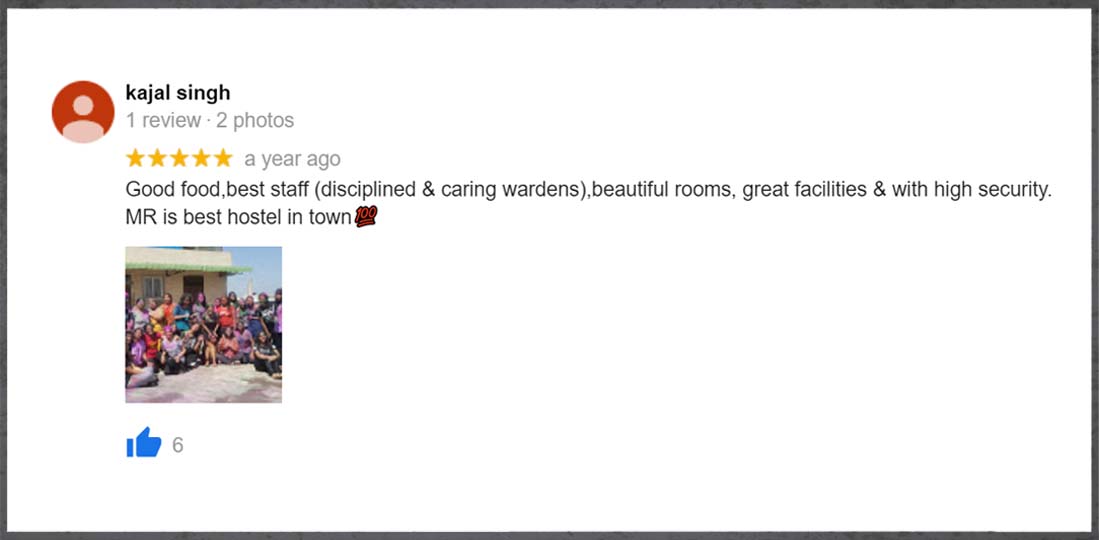 kajal singh
1 review · 2 photos
a year ago
Good food,best staff (disciplined & caring wardens),beautiful rooms, great facilities & with high security.
MR is best hostel in town💯
6